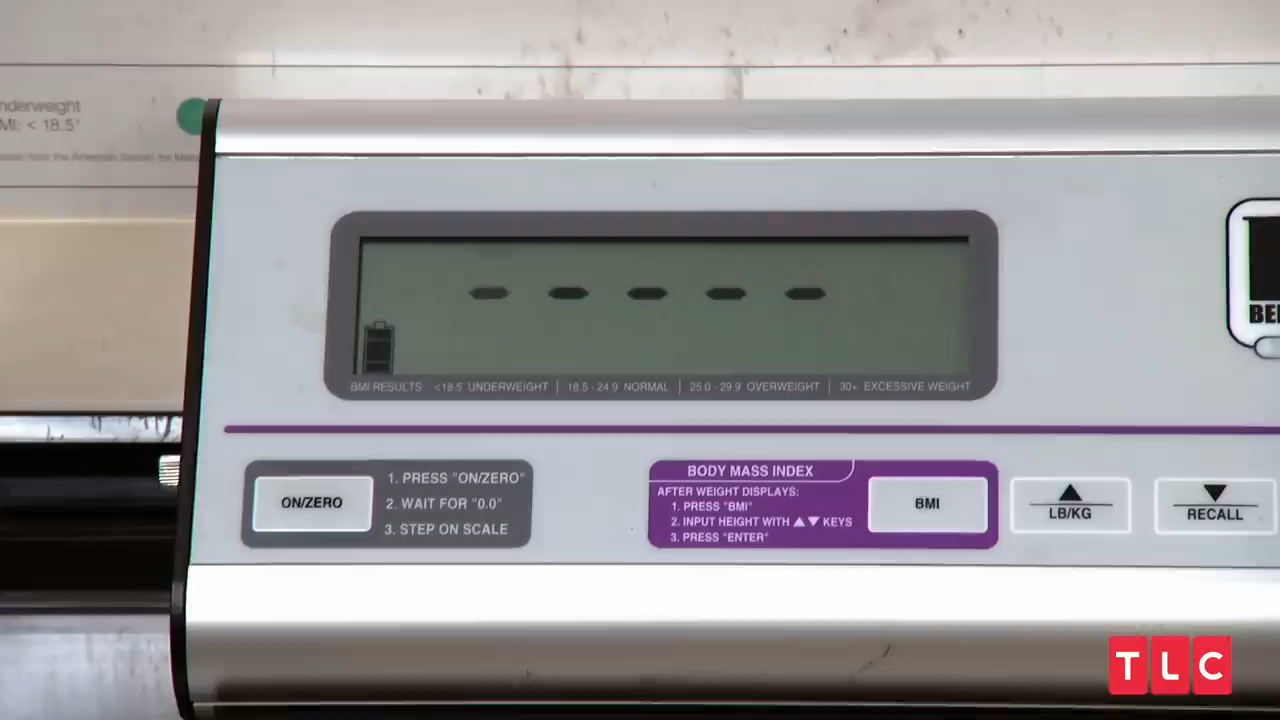 nderweight
MI: < 18.5
- - - - -
BMI RESULTS <18.5 UNDERWEIGHT | 18.5 - 24.9 NORMAL | 25.0 - 29.9 OVERWEIGHT | 30+ EXCESSIVE WEIGHT
ON/ZERO
1. PRESS "ON/ZERO"
2. WAIT FOR "0.0"
3. STEP ON SCALE
BODY MASS INDEX
AFTER WEIGHT DISPLAYS:
1. PRESS "BMI"
2. INPUT HEIGHT WITH ▲▼ KEYS
3. PRESS "ENTER"
BMI
LB/KG
RECALL
TLC